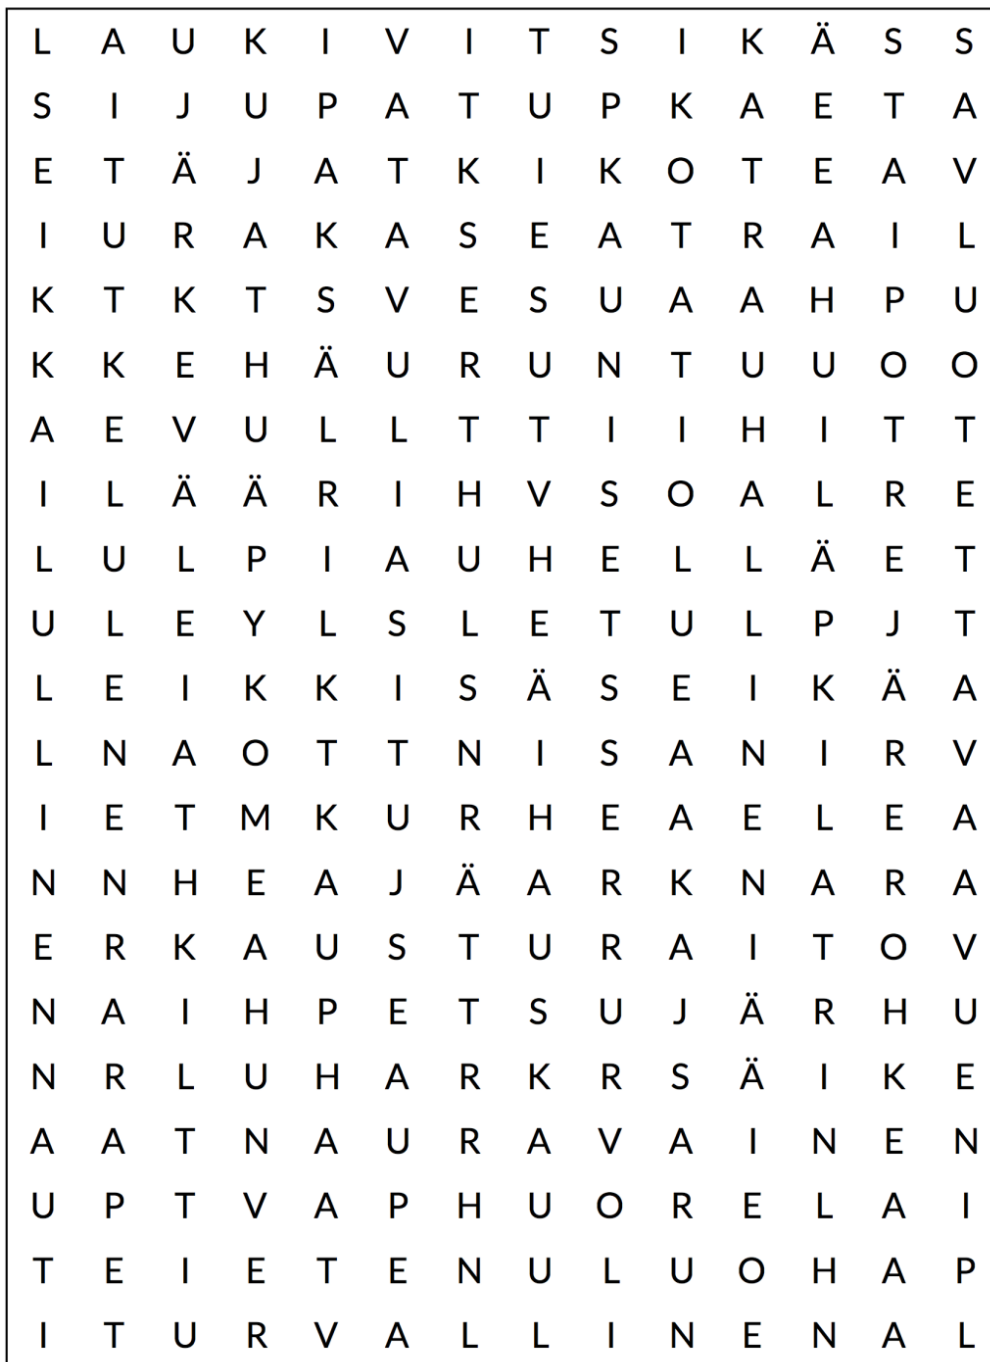 L A U K I V I T S I K Ä S S
S I J U P A T U P K A E T A
E T Ä J A T K I K O T E A V
I U R A K A S E A T R A I L
K T K T S V E S U A A H P U
K K E H Ä U R U N T U U O O
A E V U L L T T I I H I T T
I L Ä Ä R I H V S O A L R E
L U L P I A U H E L L Ä E T
U L E Y L S L E T U L P J T
L E I K K I S Ä S E I K Ä A
L N A O T T N I S A N I R V
I E T M K U R H E A E L E A
N N H E A J Ä A R K N A R A
E R K A U S T U R A I T O V
N A I H P E T S U J Ä R H U
N R L U H A R K R S Ä I K E
A A T N A U R A V A I N E N
U P T V A P H U O R E L A I
T E I E T E N U L U O H A P
I T U R V A L L I N E N A L